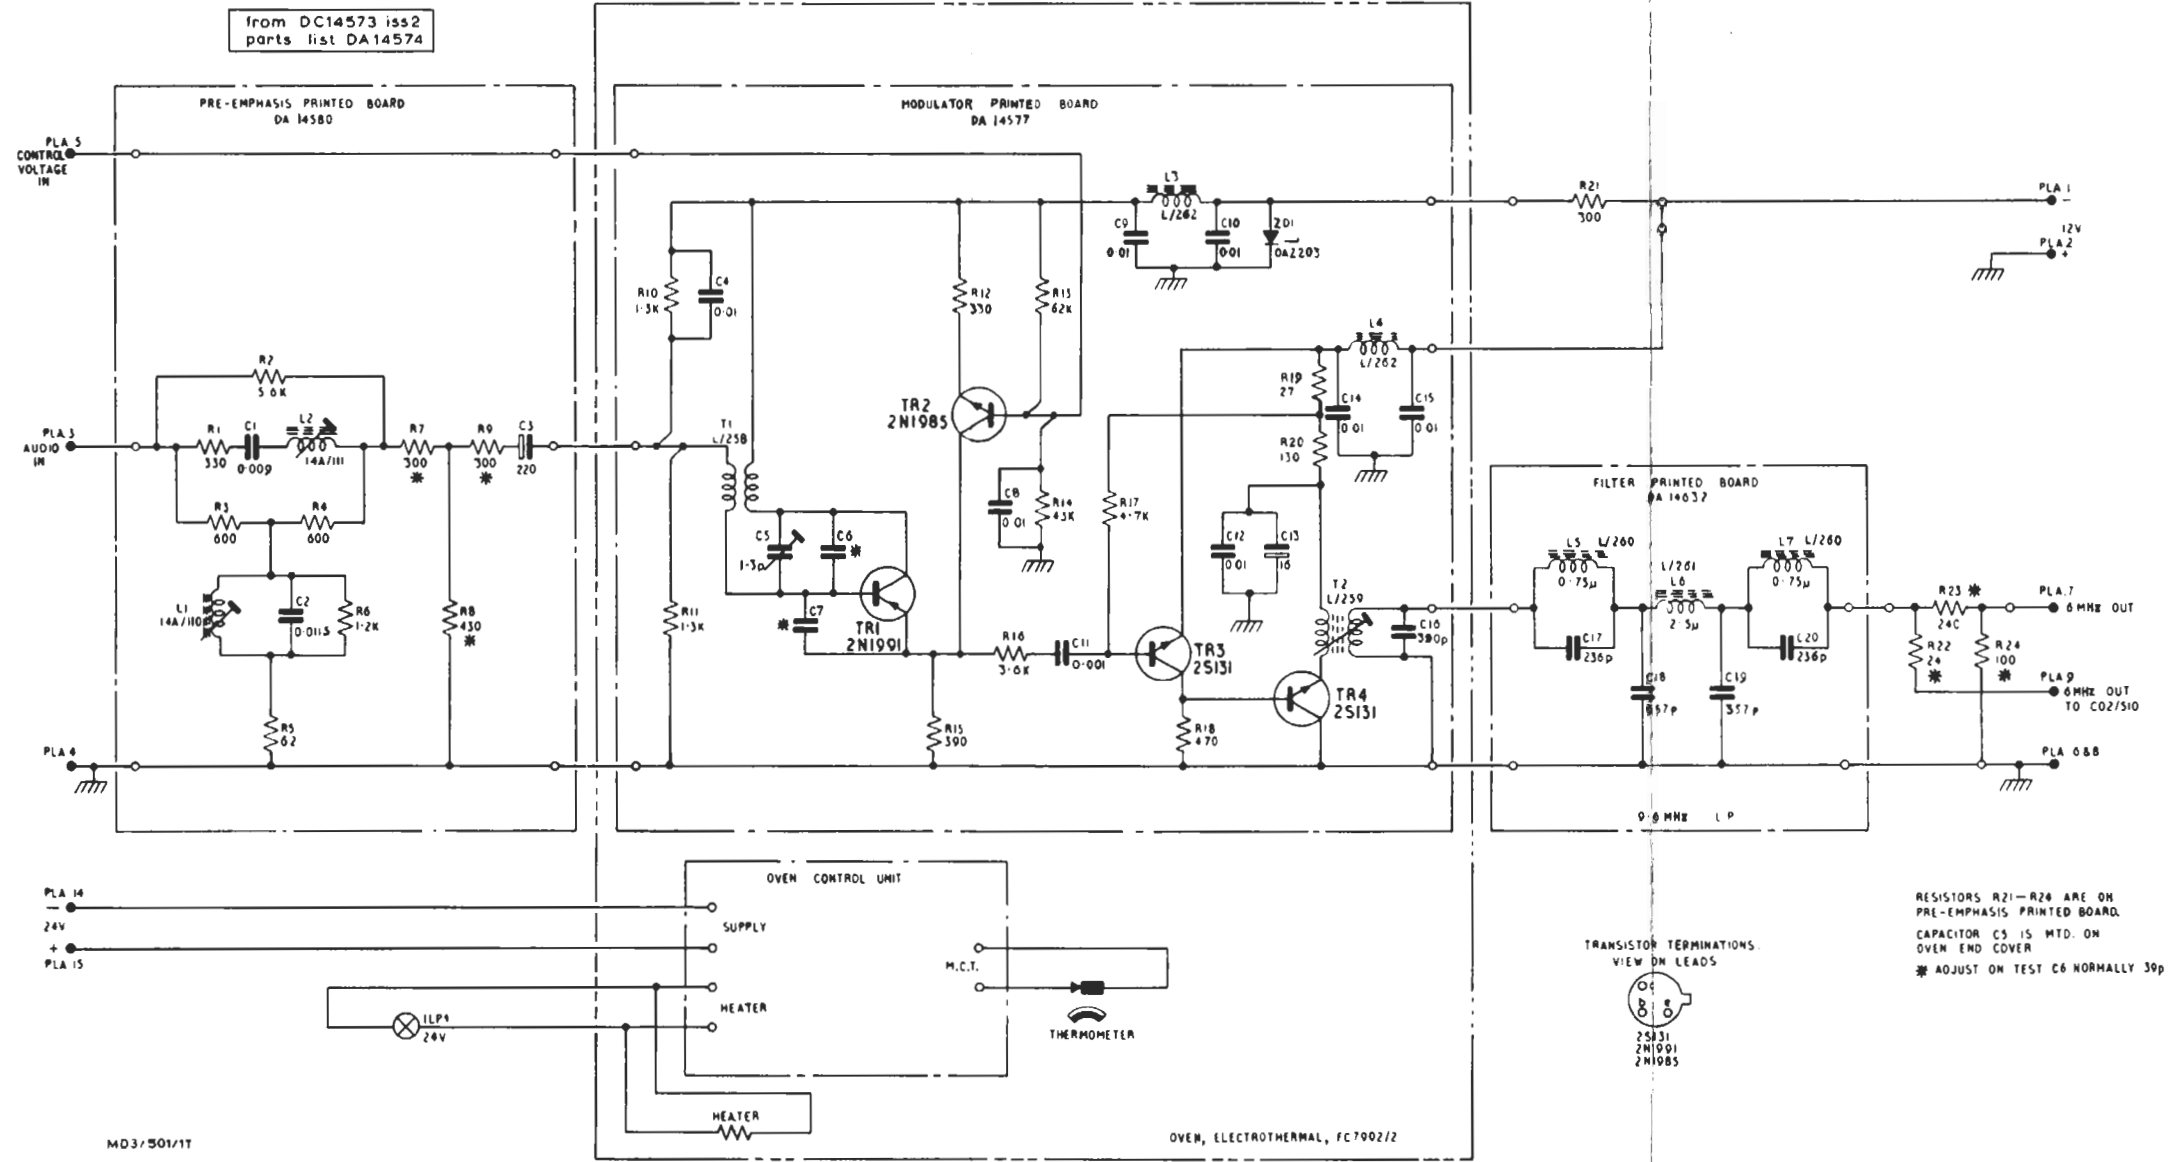 from DC14573 iss2
parts list DA14574
PRE-EMPHASIS PRINTED BOARD
DA 14580
MODULATOR PRINTED BOARD
DA 14577
PLA 5
CONTROL
VOLTAGE
IN
L3
L/262
R21
300
PLA 1
-
12V
PLA 2
+
C9
0·01
C10
0·01
ZD1
OAZ203
R10
1·3K
C4
0·01
R12
330
R13
62K
L4
L/262
R2
5·6K
R19
27
C14
0·01
C15
0·01
TR2
2N1985
PLA 3
AUDIO
IN
R1
330
C1
0·009
L2
14A/111
R7
300
✱
R9
300
✱
C3
220
T1
L/258
R20
130
FILTER PRINTED BOARD
DA 14632
R3
600
R4
600
C8
0·01
R14
43K
R17
4·7K
C5
1-3p
C6
✱
C12
0·01
C13
16
L5 L/260
0·75µ
L/261
L6
2·5µ
L7 L/260
0·75µ
T2
L/259
L1
14A/110
C2
0·0115
R6
1·2K
R8
430
✱
R11
1·3K
C7
✱
TR1
2N1991
R16
3·6K
C11
0·001
TR3
2S131
C16
390p
C17
236p
C20
236p
R23 ✱
R22
24
✱
R24
100
✱
PLA.7
6 MHz OUT
PLA 9
6MHz OUT
TO CO2/510
TR4
2S131
C18
357p
C19
357p
R5
62
R15
390
R18
470
PLA 4
PLA 6&8
9·6 MHz L P
OVEN CONTROL UNIT
PLA 14
-
24V
+
PLA 15
SUPPLY
M.C.T.
HEATER
ILP1
24V
THERMOMETER
HEATER
TRANSISTOR TERMINATIONS.
VIEW ON LEADS
c
b e
2S131
2N1991
2N1985
RESISTORS R21—R24 ARE ON
PRE-EMPHASIS PRINTED BOARD.
CAPACITOR C5 IS MTD. ON
OVEN END COVER
✱ ADJUST ON TEST C6 NORMALLY 39p
MD3/501/1T
OVEN, ELECTROTHERMAL, FC7902/2